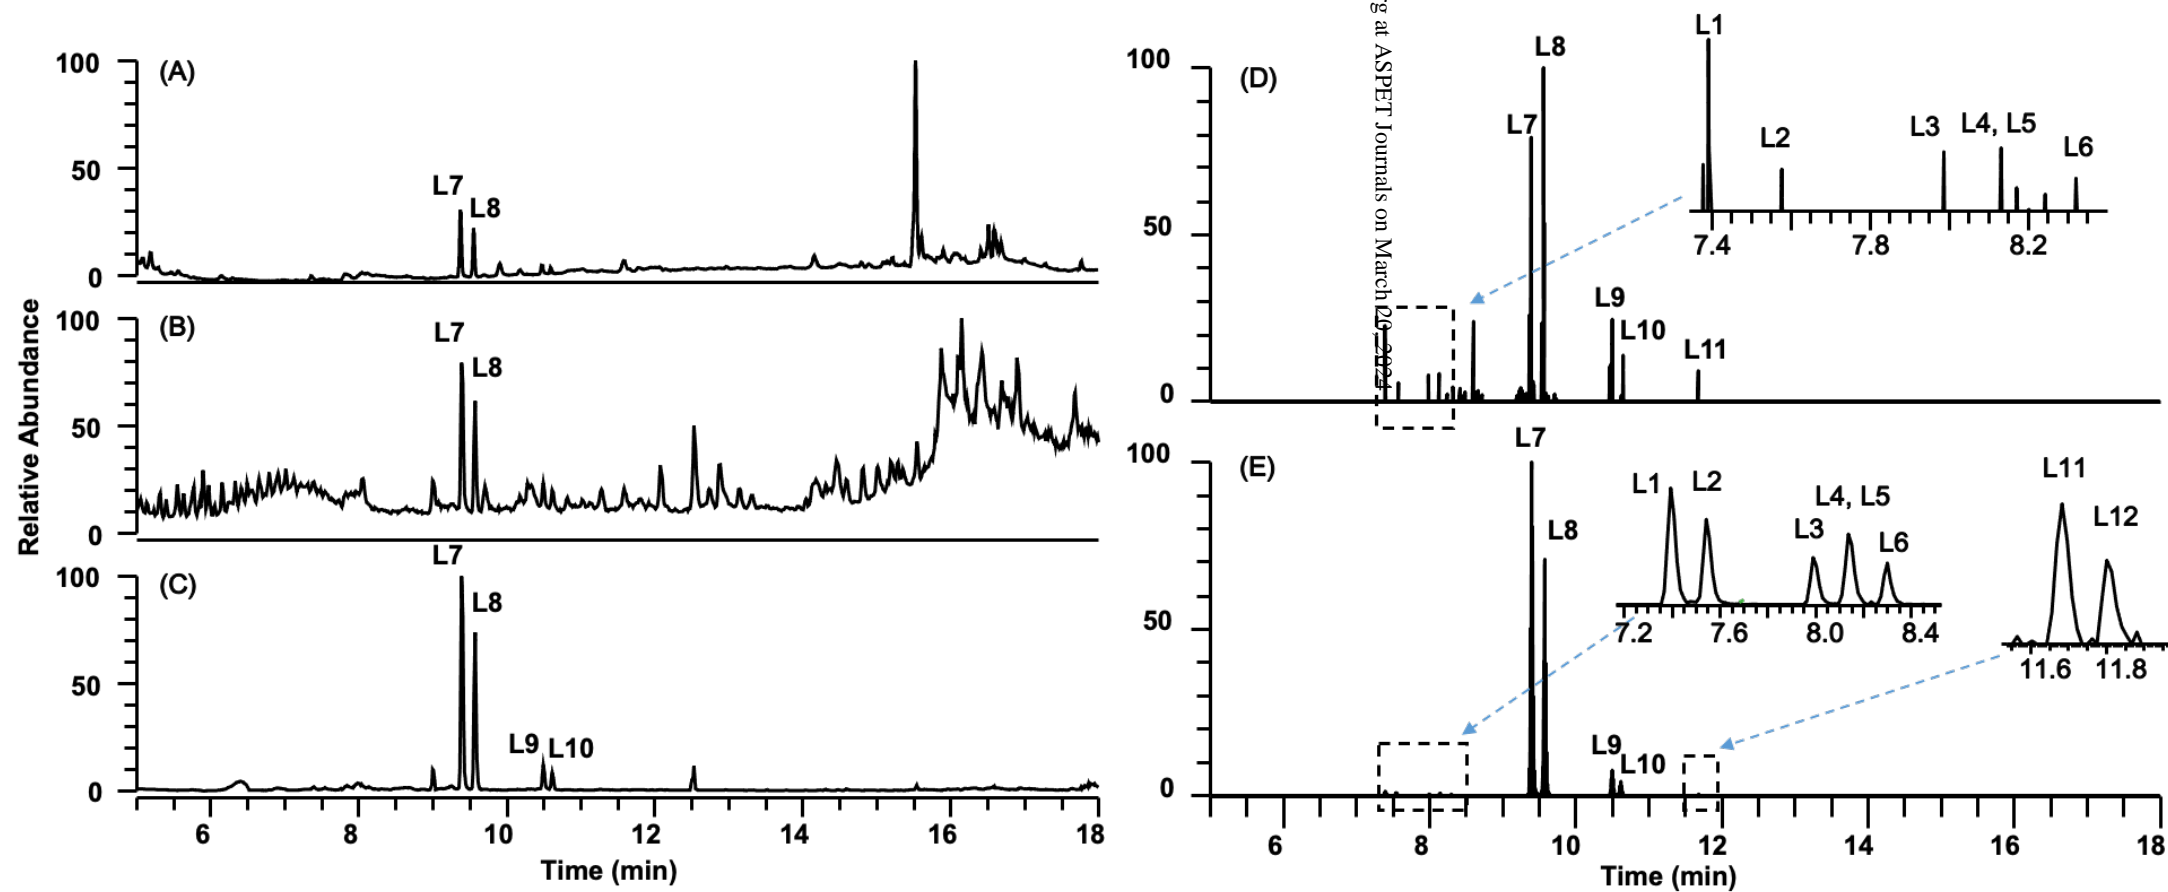 Relative Abundance
(A)
100
50
0
L7
L8
(B)
100
50
0
L7
L8
(C)
100
50
0
L7
L8
L9
L10
6 8 10 12 14 16 18
Time (min)
rg at ASPET Journals on March 20, 2024
(D)
100
50
0
L7
L8
L9
L10
L11
L1
L2
L3
L4, L5
L6
7.4 7.8 8.2
(E)
100
50
0
L7
L8
L9
L10
L1
L2
L3
L4, L5
L6
7.2 7.6 8.0 8.4
L11
L12
11.6 11.8
6 8 10 12 14 16 18
Time (min)